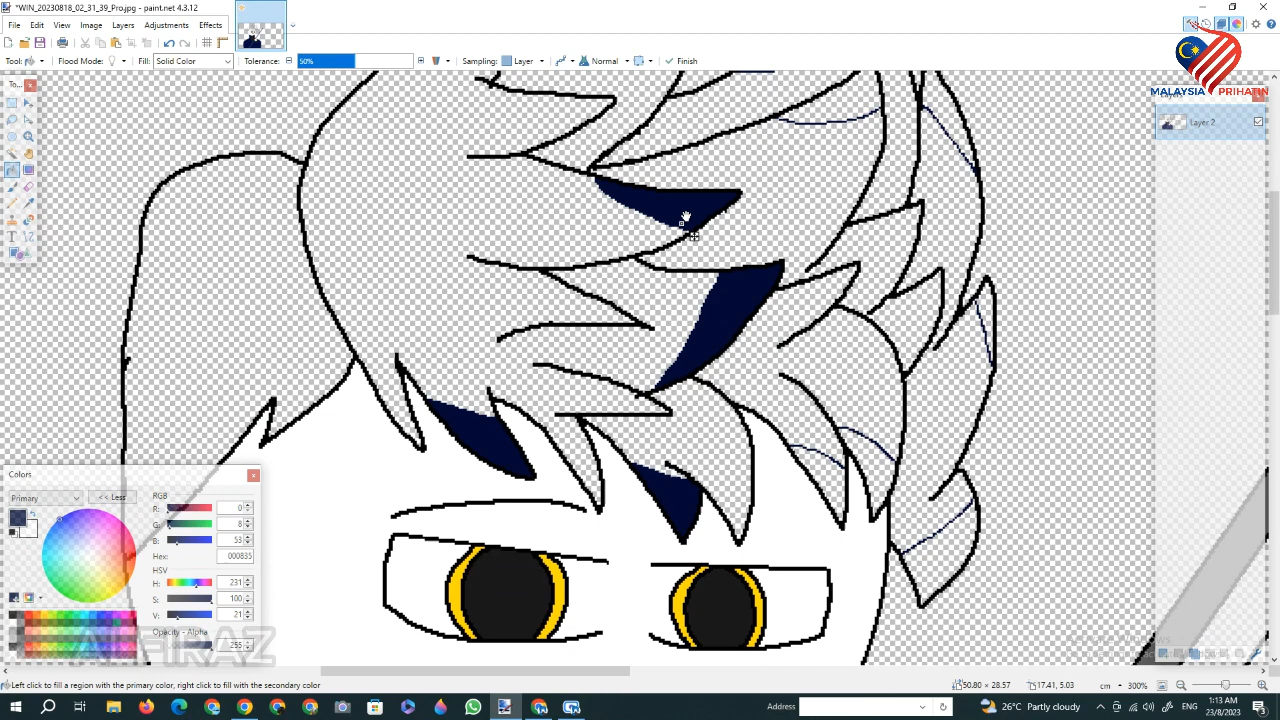 *WIN_20230818_02_31_39_Pro.jpg - paint.net 4.3.12
File Edit View Image Layers Adjustments Effects
Tool: Flood Mode: Fill: Solid Color Tolerance: 50% Sampling: Layer Normal Finish
MALAYSIA PRIHATIN
To...
Layer 2
Colors
Primary
<< Less
RGB
R: 0
G: 8
B: 53
Hex: 000835
HSV
H: 231
S: 100
V: 21
Opacity - Alpha
255
Left click to fill a region with the primary color, right click to fill with the secondary color
50.80 × 28.57
17.41, 5.03
cm
300%
Address
26°C Partly cloudy
ENG
1:13 AM
23/8/2023
3